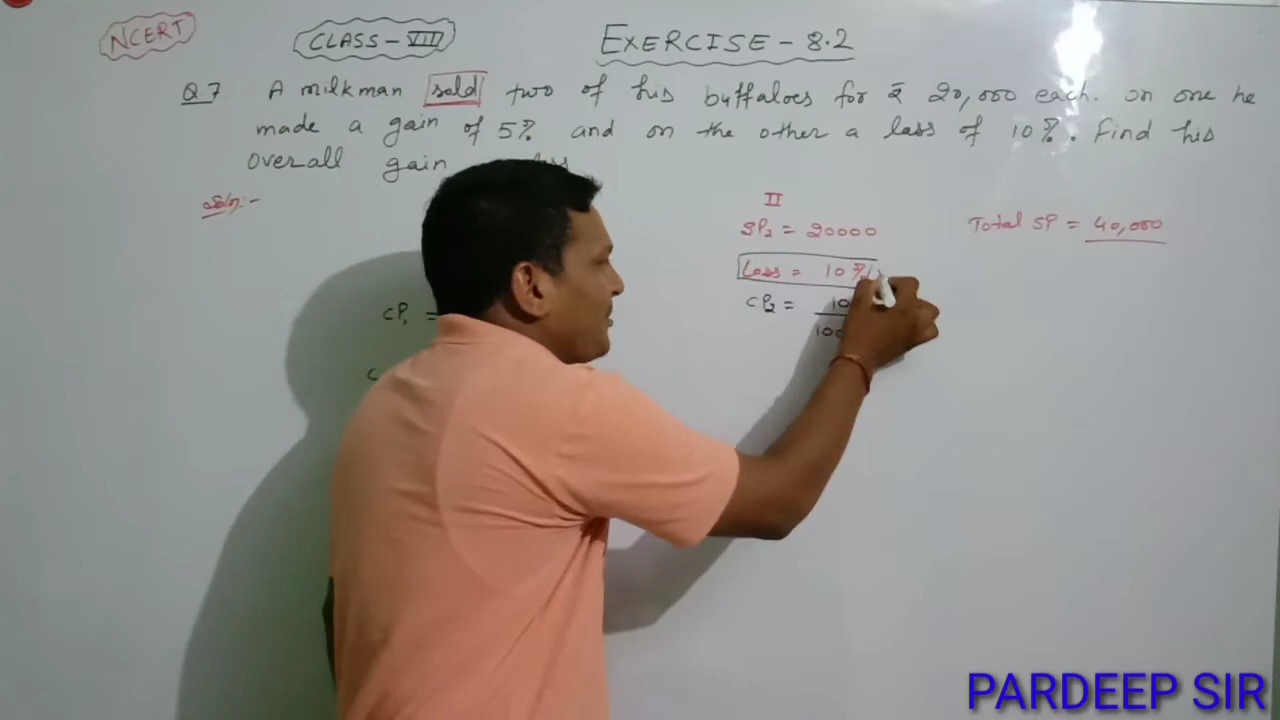 NCERT
CLASS-VIII
EXERCISE-8.2
Q7 A milkman sold two of his buffaloes for ₹ 20,000 each. On one he
made a gain of 5% and on the other a loss of 10%. Find his
overall gain
Soln:-
CP₁ =
II
SP₂ = 20000
Loss = 10%
CP₂ =
Total SP = 40,000
PARDEEP SIR